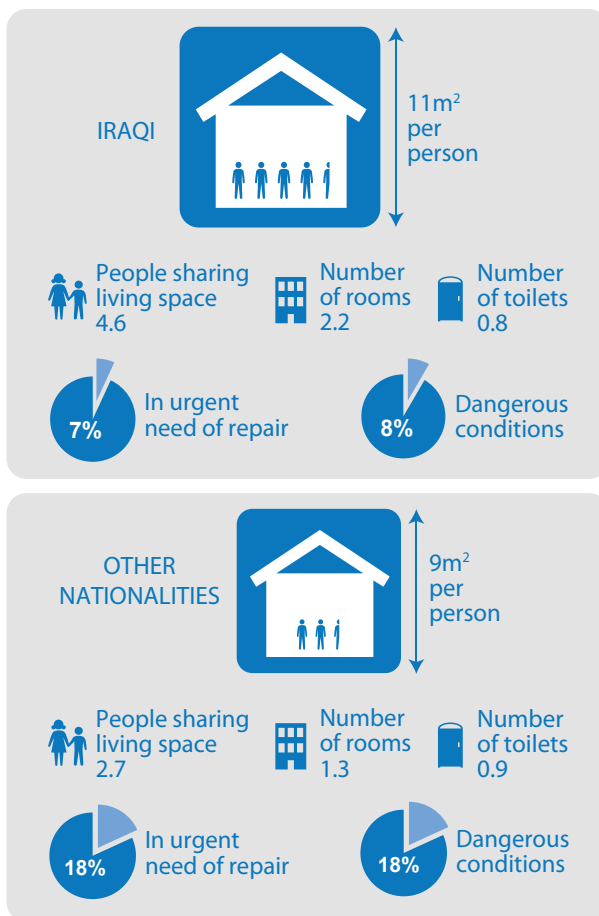 IRAQI
11m²
per
person
People sharing
living space
4.6
Number
of rooms
2.2
Number
of toilets
0.8
7%
In urgent
need of repair
8%
Dangerous
conditions
OTHER
NATIONALITIES
9m²
per
person
People sharing
living space
2.7
Number
of rooms
1.3
Number
of toilets
0.9
18%
In urgent
need of repair
18%
Dangerous
conditions